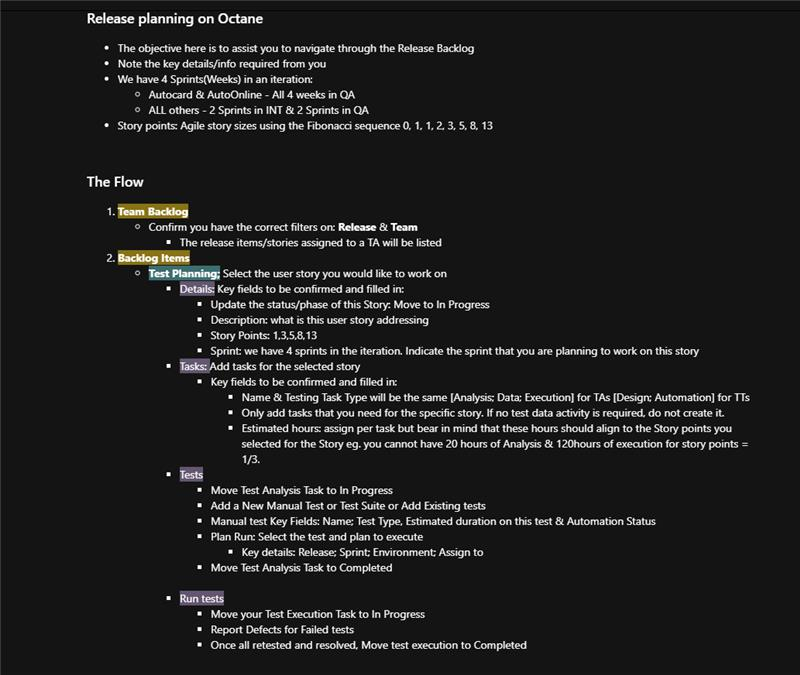 Release planning on Octane
The objective here is to assist you to navigate through the Release Backlog
Note the key details/info required from you
We have 4 Sprints(Weeks) in an iteration:
Autocard & AutoOnline - All 4 weeks in QA
ALL others - 2 Sprints in INT & 2 Sprints in QA
Story points: Agile story sizes using the Fibonacci sequence 0, 1, 1, 2, 3, 5, 8, 13
The Flow
1. Team Backlog
Confirm you have the correct filters on: Release & Team
The release items/stories assigned to a TA will be listed
2. Backlog Items
Test Planning; Select the user story you would like to work on
Details: Key fields to be confirmed and filled in:
Update the status/phase of this Story: Move to In Progress
Description: what is this user story addressing
Story Points: 1,3,5,8,13
Sprint: we have 4 sprints in the iteration. Indicate the sprint that you are planning to work on this story
Tasks: Add tasks for the selected story
Key fields to be confirmed and filled in:
Name & Testing Task Type will be the same [Analysis; Data; Execution] for TAs [Design; Automation] for TTs
Only add tasks that you need for the specific story. If no test data activity is required, do not create it.
Estimated hours: assign per task but bear in mind that these hours should align to the Story points you
selected for the Story eg. you cannot have 20 hours of Analysis & 120hours of execution for story points =
1/3.
Tests
Move Test Analysis Task to In Progress
Add a New Manual Test or Test Suite or Add Existing tests
Manual test Key Fields: Name; Test Type, Estimated duration on this test & Automation Status
Plan Run: Select the test and plan to execute
Key details: Release; Sprint; Environment; Assign to
Move Test Analysis Task to Completed
Run tests
Move your Test Execution Task to In Progress
Report Defects for Failed tests
Once all retested and resolved, Move test execution to Completed